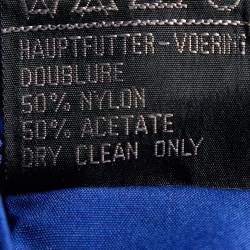 HAUPTFUTTER-VOERING
DOUBLURE
50% NYLON
50% ACETATE
DRY CLEAN ONLY